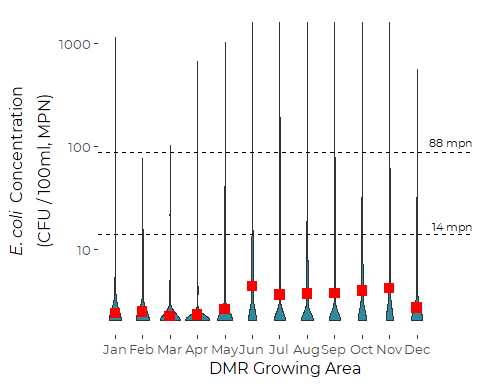 E. coli Concentration
(CFU / 100ml, MPN)
1000
100
10
88 mpn
14 mpn
Jan Feb Mar Apr May Jun Jul Aug Sep Oct Nov Dec
DMR Growing Area